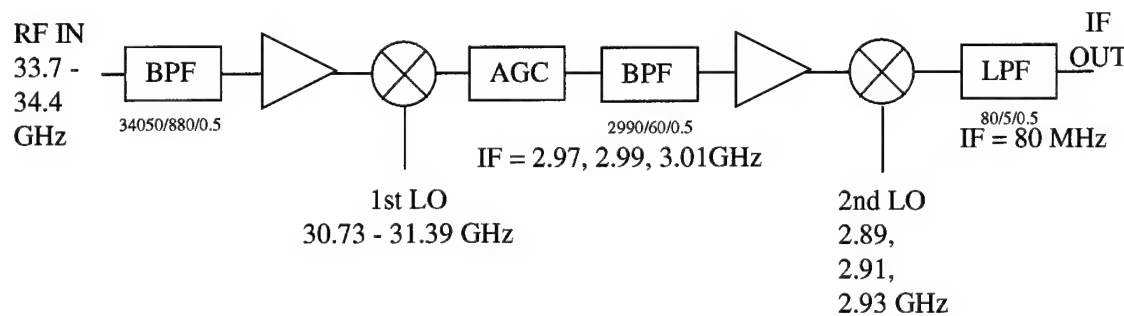 RF IN
33.7 -
34.4
GHz
BPF
34050/880/0.5
1st LO
30.73 - 31.39 GHz
AGC
BPF
2990/60/0.5
IF = 2.97, 2.99, 3.01GHz
2nd LO
2.89,
2.91,
2.93 GHz
LPF
80/5/0.5
IF = 80 MHz
IF
OUT